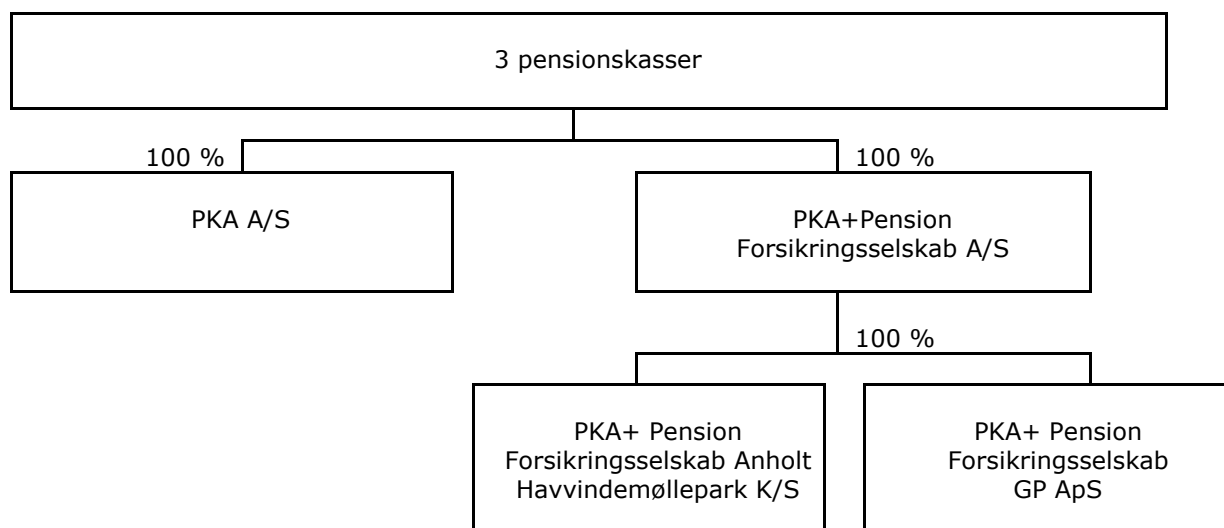 3 pensionskasser
100 %
100 %
PKA A/S
PKA+Pension
Forsikringsselskab A/S
100 %
PKA+ Pension
Forsikringsselskab Anholt
Havvindemøllepark K/S
PKA+ Pension
Forsikringsselskab
GP ApS